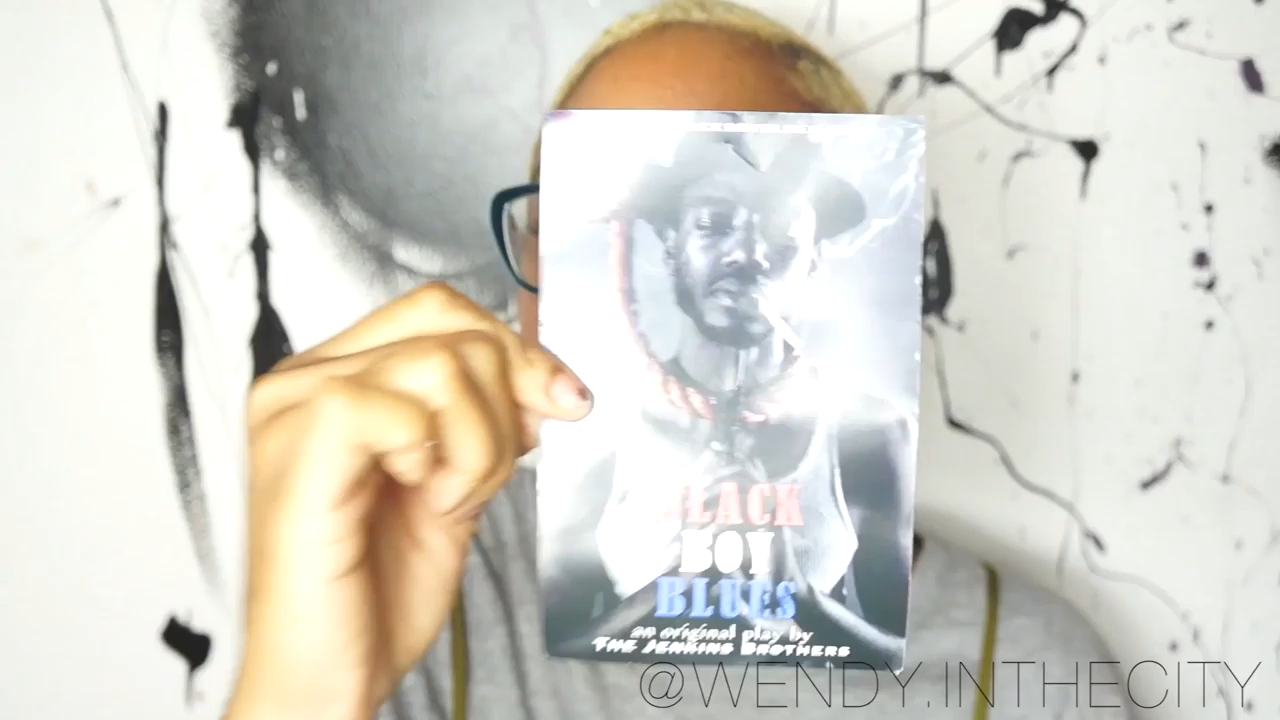 BLACK
BOY
BLUES
an original play by
THE JENKINS BROTHERS
@WENDY.INTHECITY